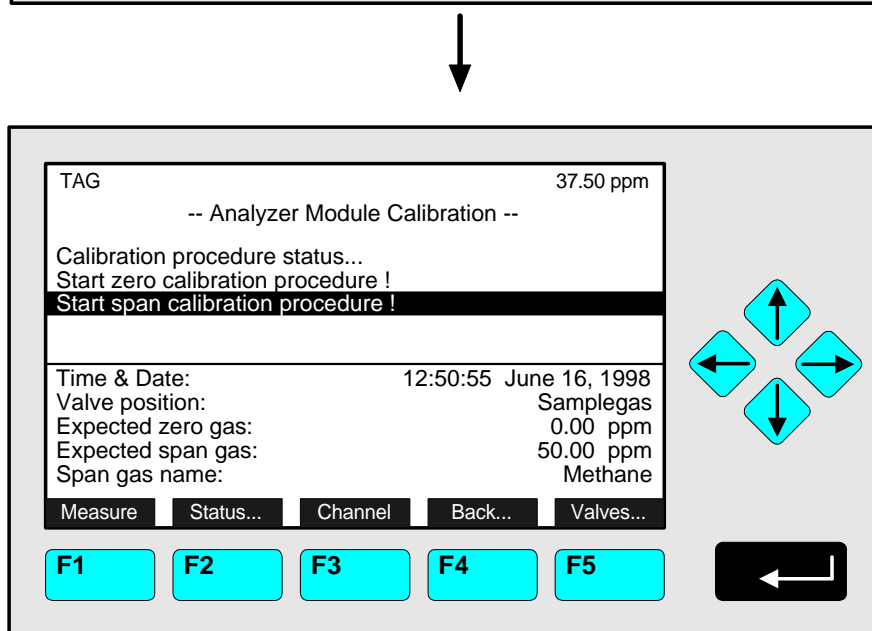 TAG 37.50 ppm
-- Analyzer Module Calibration --
Calibration procedure status...
Start zero calibration procedure !
Start span calibration procedure !
Time & Date: 12:50:55 June 16, 1998
Valve position: Samplegas
Expected zero gas: 0.00 ppm
Expected span gas: 50.00 ppm
Span gas name: Methane
Measure Status... Channel Back... Valves...
F1 F2 F3 F4 F5